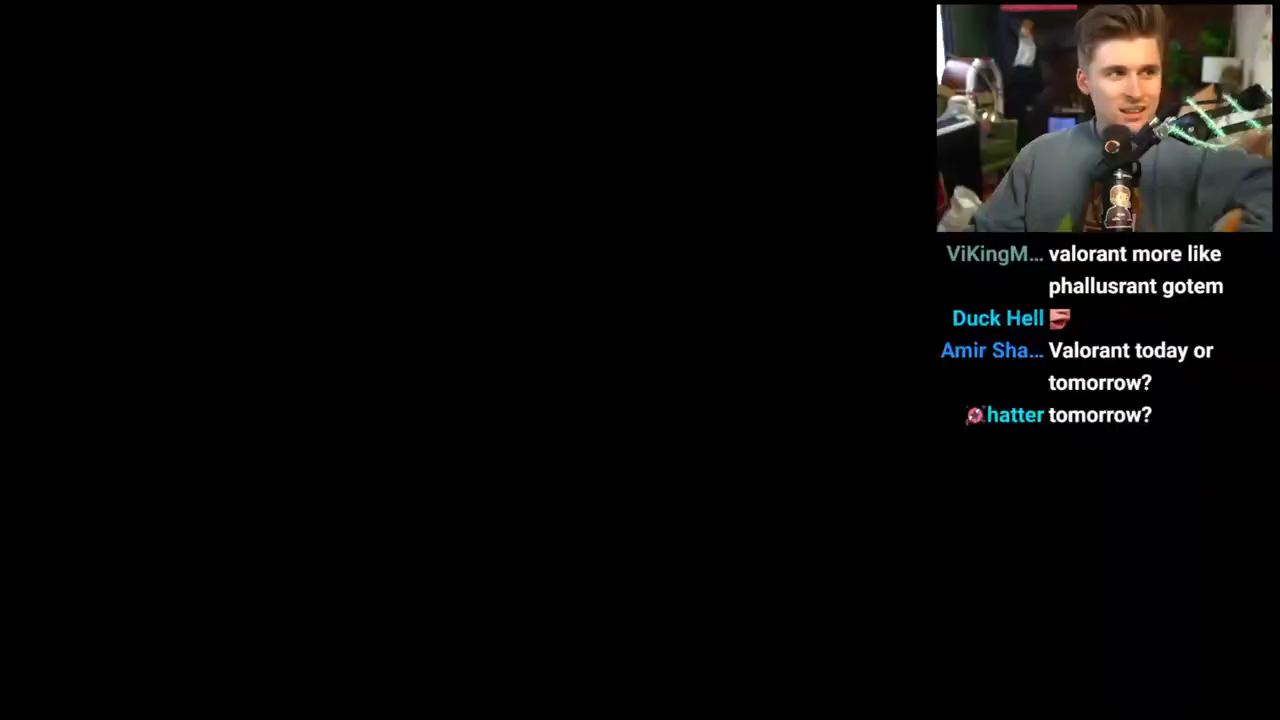 ViKingM... valorant more like
phallusrant gotem
Duck Hell
Amir Sha... Valorant today or
tomorrow?
hatter tomorrow?